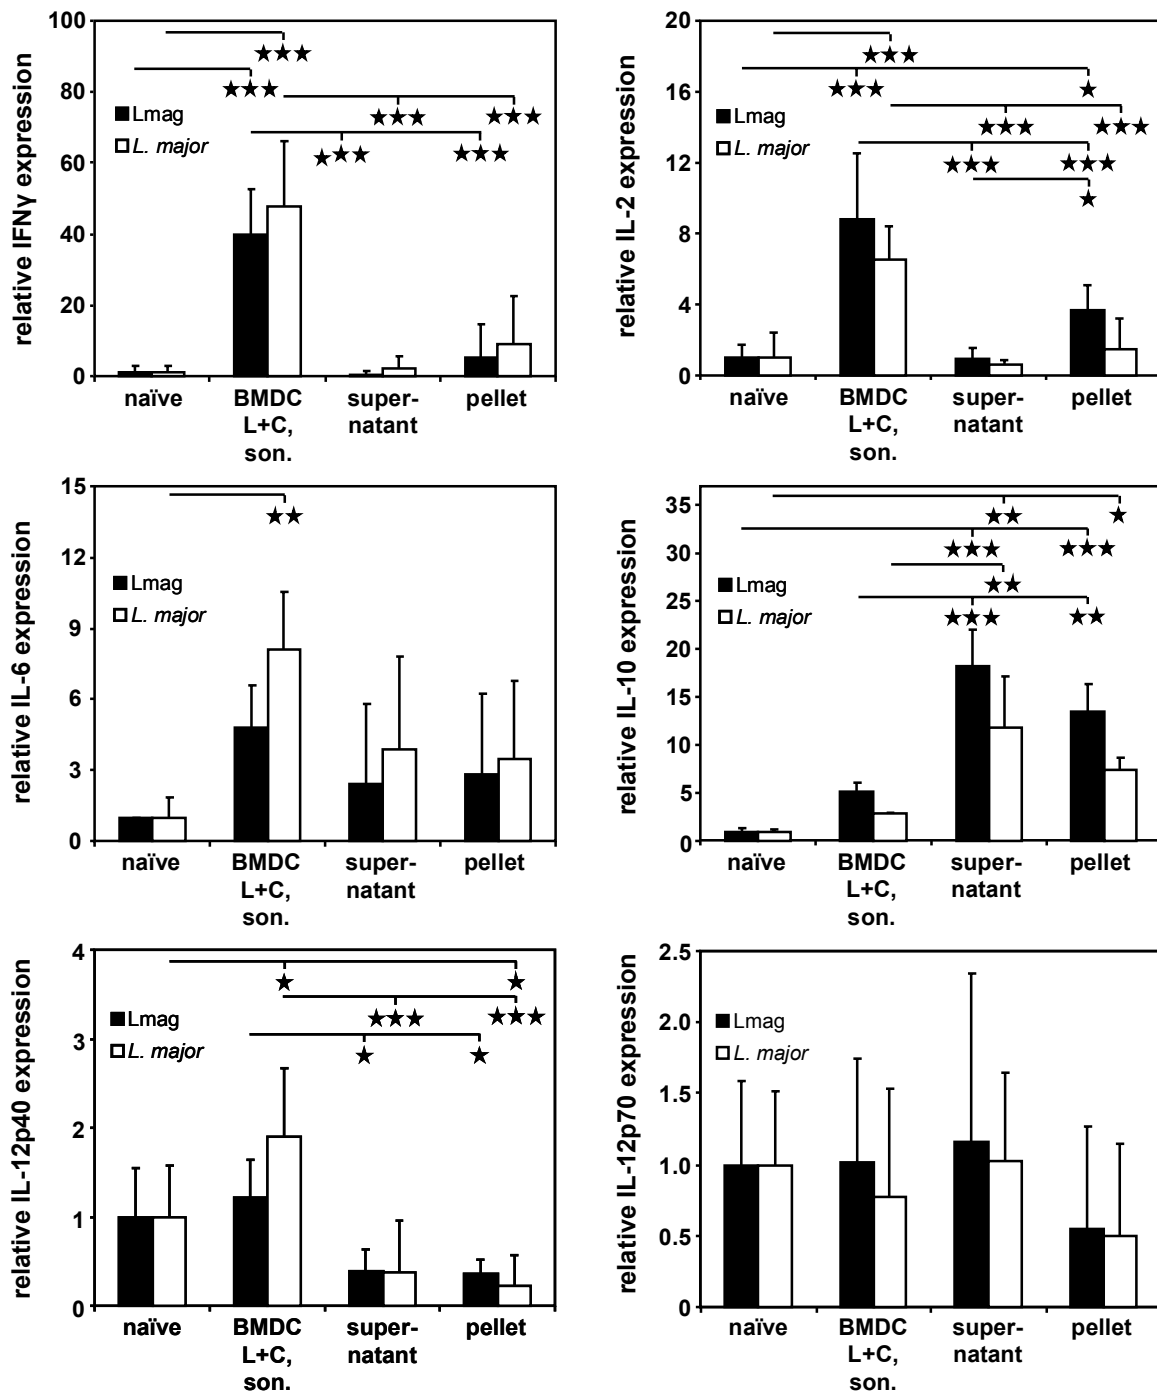 relative IFNγ expression
100
80
60
40
20
0
Lmag
L. major
★★★
★★★
★★★ ★★★
★★★ ★★★
naïve BMDC super- pellet
L+C, natant
son.
relative IL-2 expression
20
16
12
8
4
0
Lmag
L. major
★★★
★★★ ★
★★★ ★★★
★★★ ★★★
★
naïve BMDC super- pellet
L+C, natant
son.
relative IL-6 expression
15
12
9
6
3
0
Lmag
L. major
★★
naïve BMDC super- pellet
L+C, natant
son.
relative IL-10 expression
35
30
25
20
15
10
5
0
Lmag
L. major
★★ ★
★★★ ★★★
★★
★★★ ★★
naïve BMDC super- pellet
L+C, natant
son.
relative IL-12p40 expression
4
3
2
1
0
Lmag
L. major
★ ★
★★★ ★★★
★ ★
naïve BMDC super- pellet
L+C, natant
son.
relative IL-12p70 expression
2.5
2.0
1.5
1.0
0.5
0
Lmag
L. major
naïve BMDC super- pellet
L+C, natant
son.